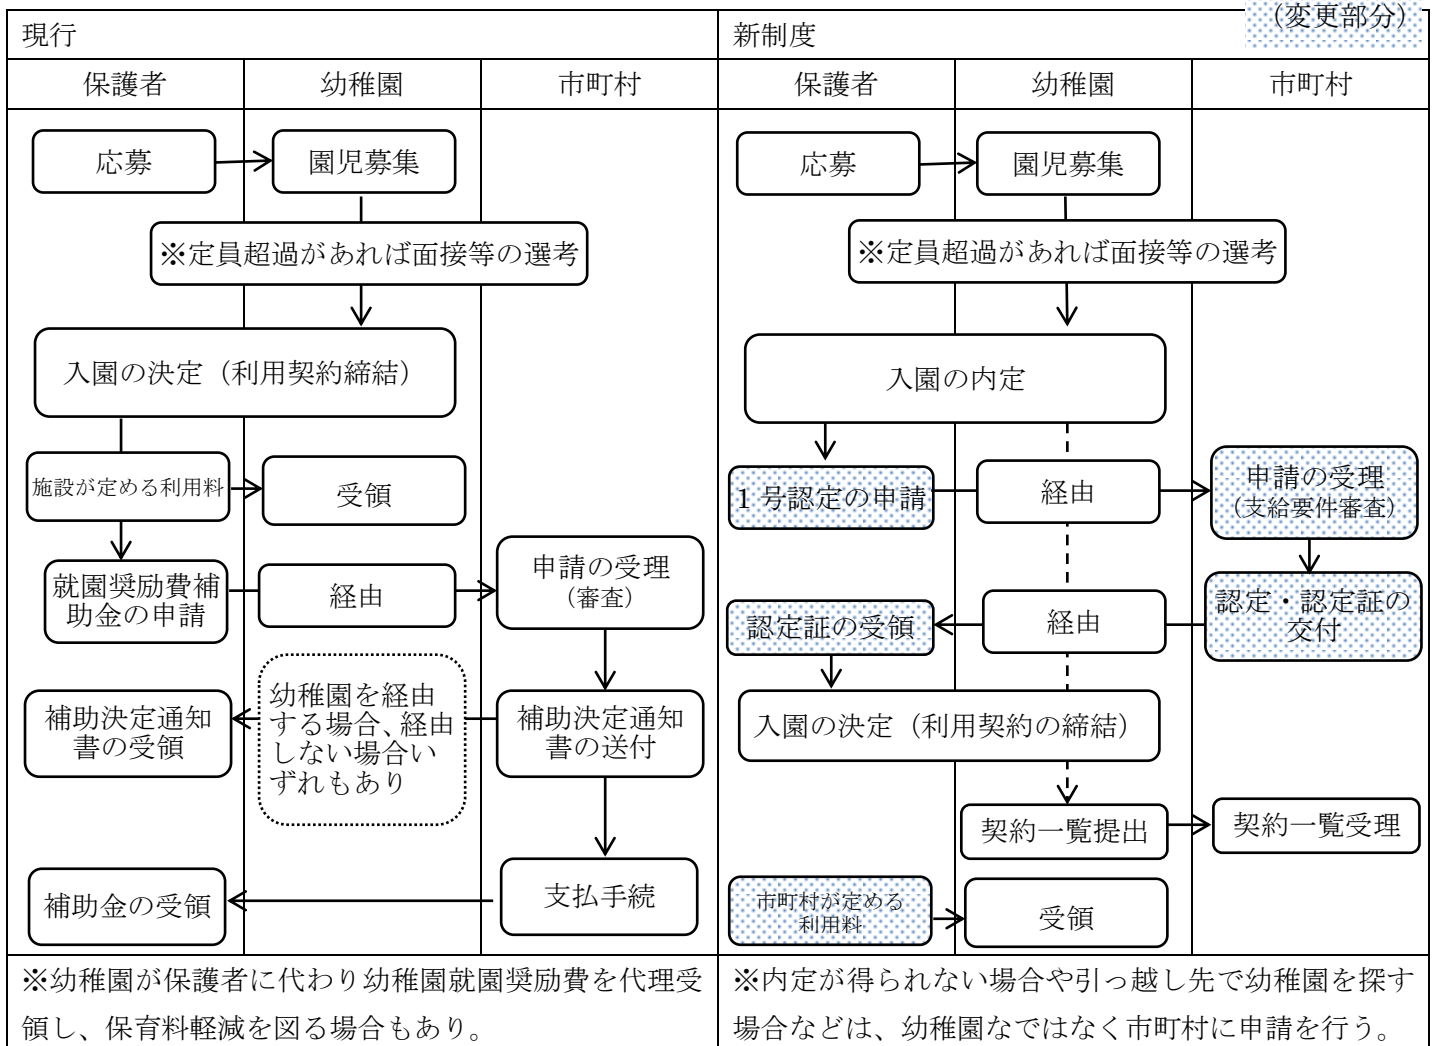 （変更部分）
現行
新制度
保護者
幼稚園
市町村
保護者
幼稚園
市町村
応募
園児募集
※定員超過があれば面接等の選考
入園の決定（利用契約締結）
施設が定める利用料
受領
就園奨励費補
助金の申請
経由
申請の受理
（審査）
幼稚園を経由
する場合、経由
しない場合い
ずれもあり
補助決定通知
書の受領
補助決定通知
書の送付
補助金の受領
支払手続
※幼稚園が保護者に代わり幼稚園就園奨励費を代理受
領し、保育料軽減を図る場合もあり。
応募
園児募集
※定員超過があれば面接等の選考
入園の内定
1 号認定の申請
経由
申請の受理
（支給要件審査）
認定証の受領
経由
認定・認定証の
交付
入園の決定（利用契約の締結）
契約一覧提出
契約一覧受理
市町村が定める
利用料
受領
※内定が得られない場合や引っ越し先で幼稚園を探す
場合などは、幼稚園なではなく市町村に申請を行う。